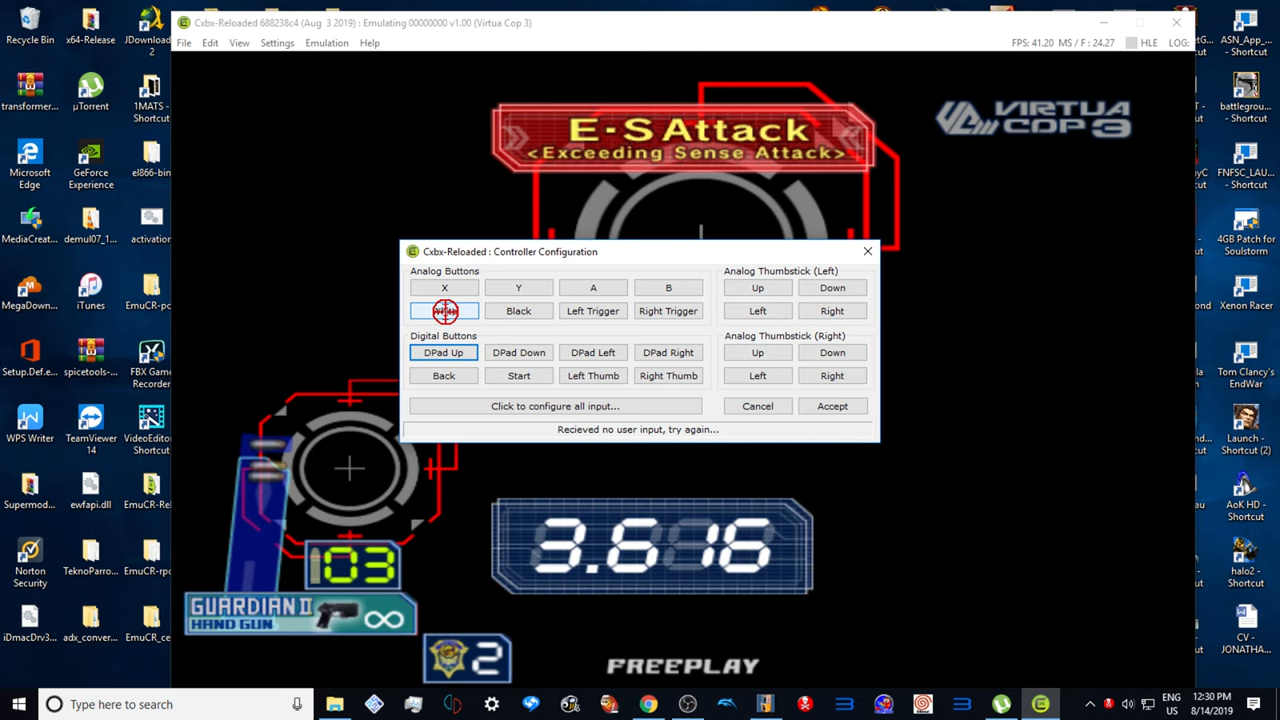 Cxbx-Reloaded 688238c4 (Aug 3 2019) : Emulating 00000000 v1.00 (Virtua Cop 3)
File Edit View Settings Emulation Help
FPS: 41.20 MS / F : 24.27 HLE LOG:
E-S Attack
<Exceeding Sense Attack>
VIRTUA
COP 3
Cxbx-Reloaded : Controller Configuration
Analog Buttons
X Y A B
Black Left Trigger Right Trigger
Digital Buttons
DPad Up DPad Down DPad Left DPad Right
Back Start Left Thumb Right Thumb
Click to configure all input...
Analog Thumbstick (Left)
Up Down
Left Right
Analog Thumbstick (Right)
Up Down
Left Right
Cancel Accept
Recieved no user input, try again...
03
3.6 16
GUARDIAN II
HAND GUN ∞
2
FREEPLAY
Recycle Bin
x64-Release
JDownload
2
transformer...
µTorrent
1MATS -
Shortcut
Microsoft
Edge
GeForce
Experience
el866-bin -
Shortcut
MediaCreat...
demul07_1...
activation
MegaDown...
iTunes
EmuCR-pc
Setup.Def.e...
spicetools-...
FBX Game
Recorder
WPS Writer
TeamViewer
14
VideoEditor
Shortcut
Supermod...
evxfapi.dll
EmuCR-Re
Norton
Security
TeknoParro...
EmuCR-rpc
iDmacDrv3...
adx_conver...
EmuCR_ce
ASN_App_...
- Shortcut
battlegrou...
- Shortcut
FNFSC_LAU...
- Shortcut
4GB Patch for
Soulstorm
Xenon Racer
Tom Clancy's
EndWar
Launch -
Shortcut (2)
AoK HD -
Shortcut
halo2 -
Shortcut
CV -
JONATHA...
Type here to search
ENG
US
12:30 PM
8/14/2019